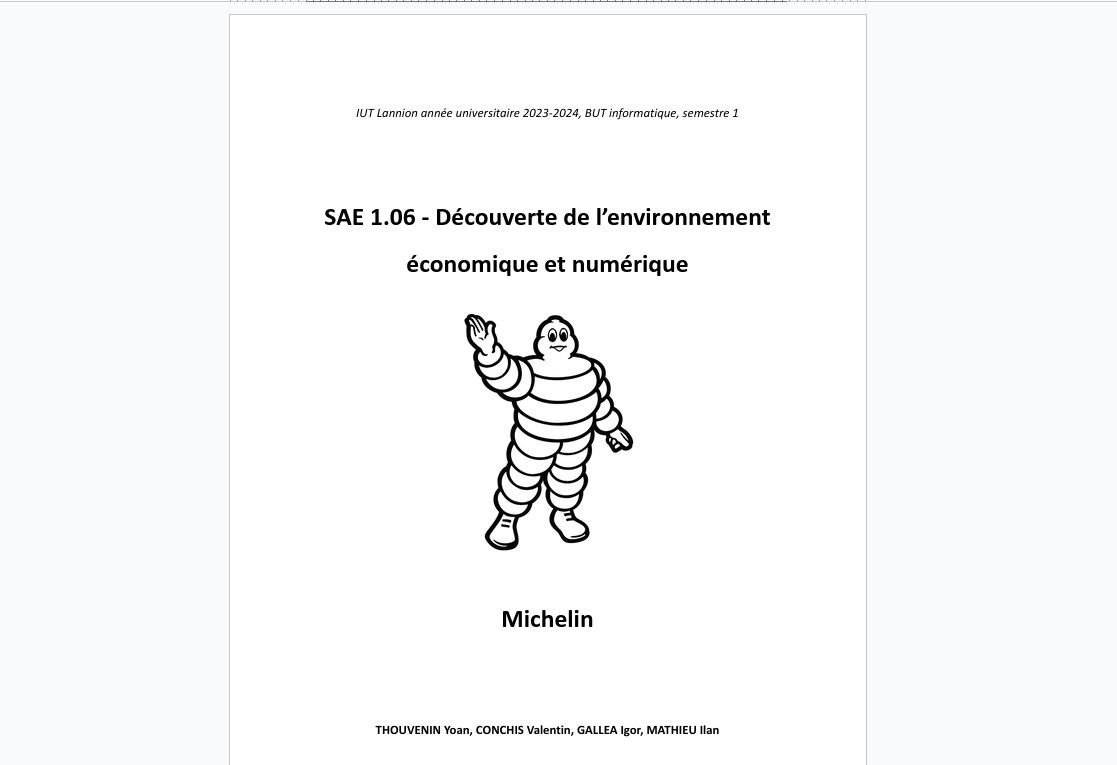 IUT Lannion année universitaire 2023-2024, BUT informatique, semestre 1
SAE 1.06 - Découverte de l’environnement
économique et numérique
Michelin
THOUVENIN Yoan, CONCHIS Valentin, GALLEA Igor, MATHIEU Ilan